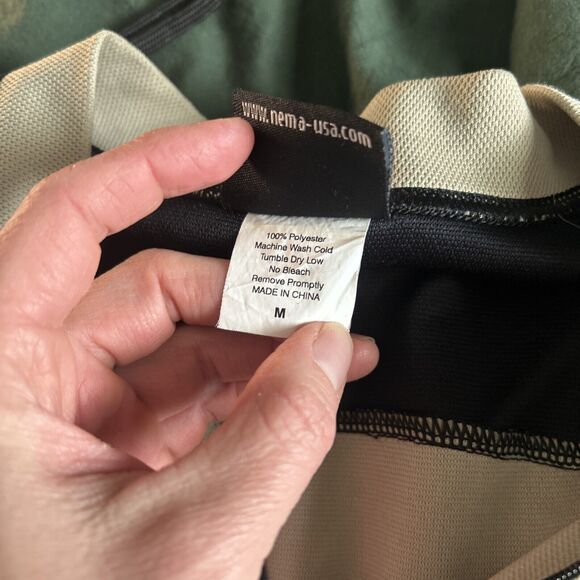 www.nema-usa.com
100% Polyester
Machine Wash Cold
Tumble Dry Low
No Bleach
Remove Promptly
MADE IN CHINA
M